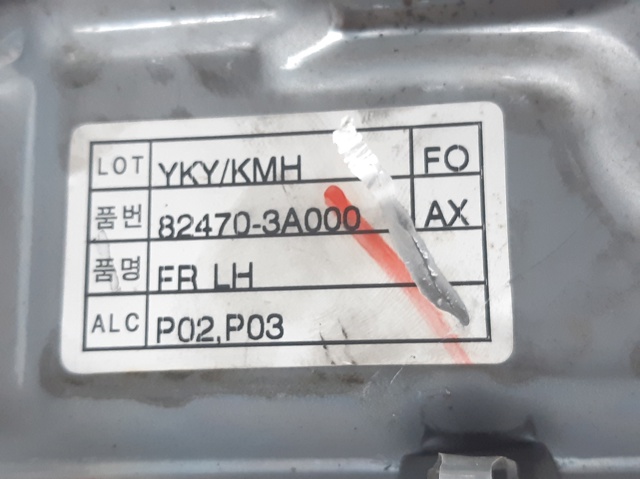 LOT YKY/KMH FO
품번 82470-3A000 AX
품명 FR LH
ALC P02,P03